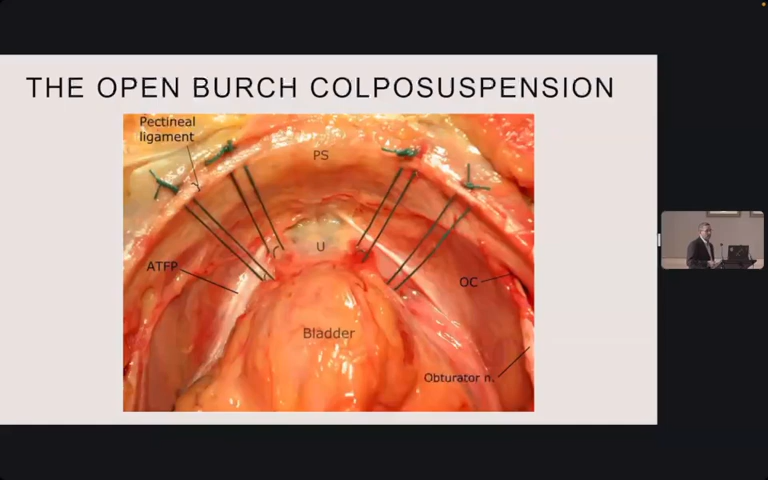 THE OPEN BURCH COLPOSUSPENSION
Pectineal
ligament
PS
U
ATFP
OC
Bladder
Obturator n.